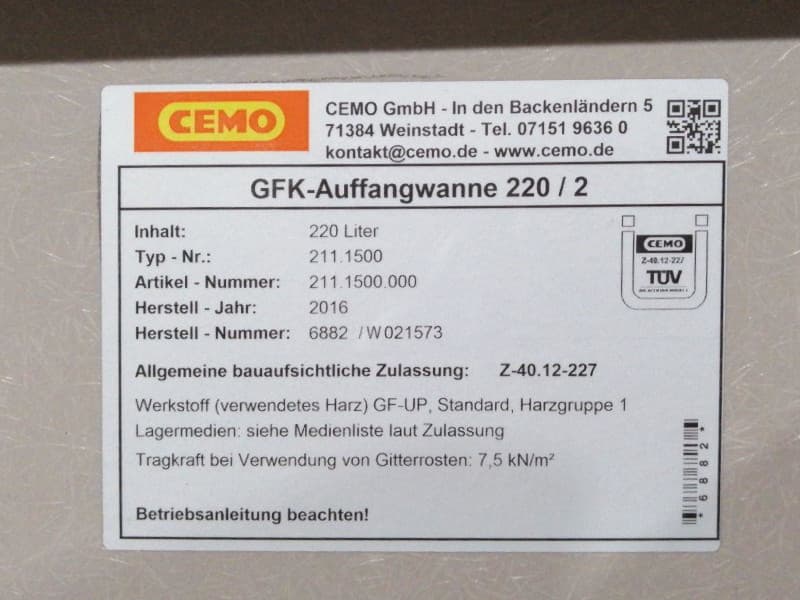 CEMO
CEMO GmbH - In den Backenländern 5
71384 Weinstadt - Tel. 07151 9636 0
kontakt@cemo.de - www.cemo.de
GFK-Auffangwanne 220 / 2
Inhalt: 220 Liter
Typ - Nr.: 211.1500
Artikel - Nummer: 211.1500.000
Herstell - Jahr: 2016
Herstell - Nummer: 6882 / W 021573
CEMO
Z-40.12-227
TÜV
Allgemeine bauaufsichtliche Zulassung: Z-40.12-227
Werkstoff (verwendetes Harz) GF-UP, Standard, Harzgruppe 1
Lagermedien: siehe Medienliste laut Zulassung
Tragkraft bei Verwendung von Gitterrosten: 7,5 kN/m²
Betriebsanleitung beachten!
*6882*